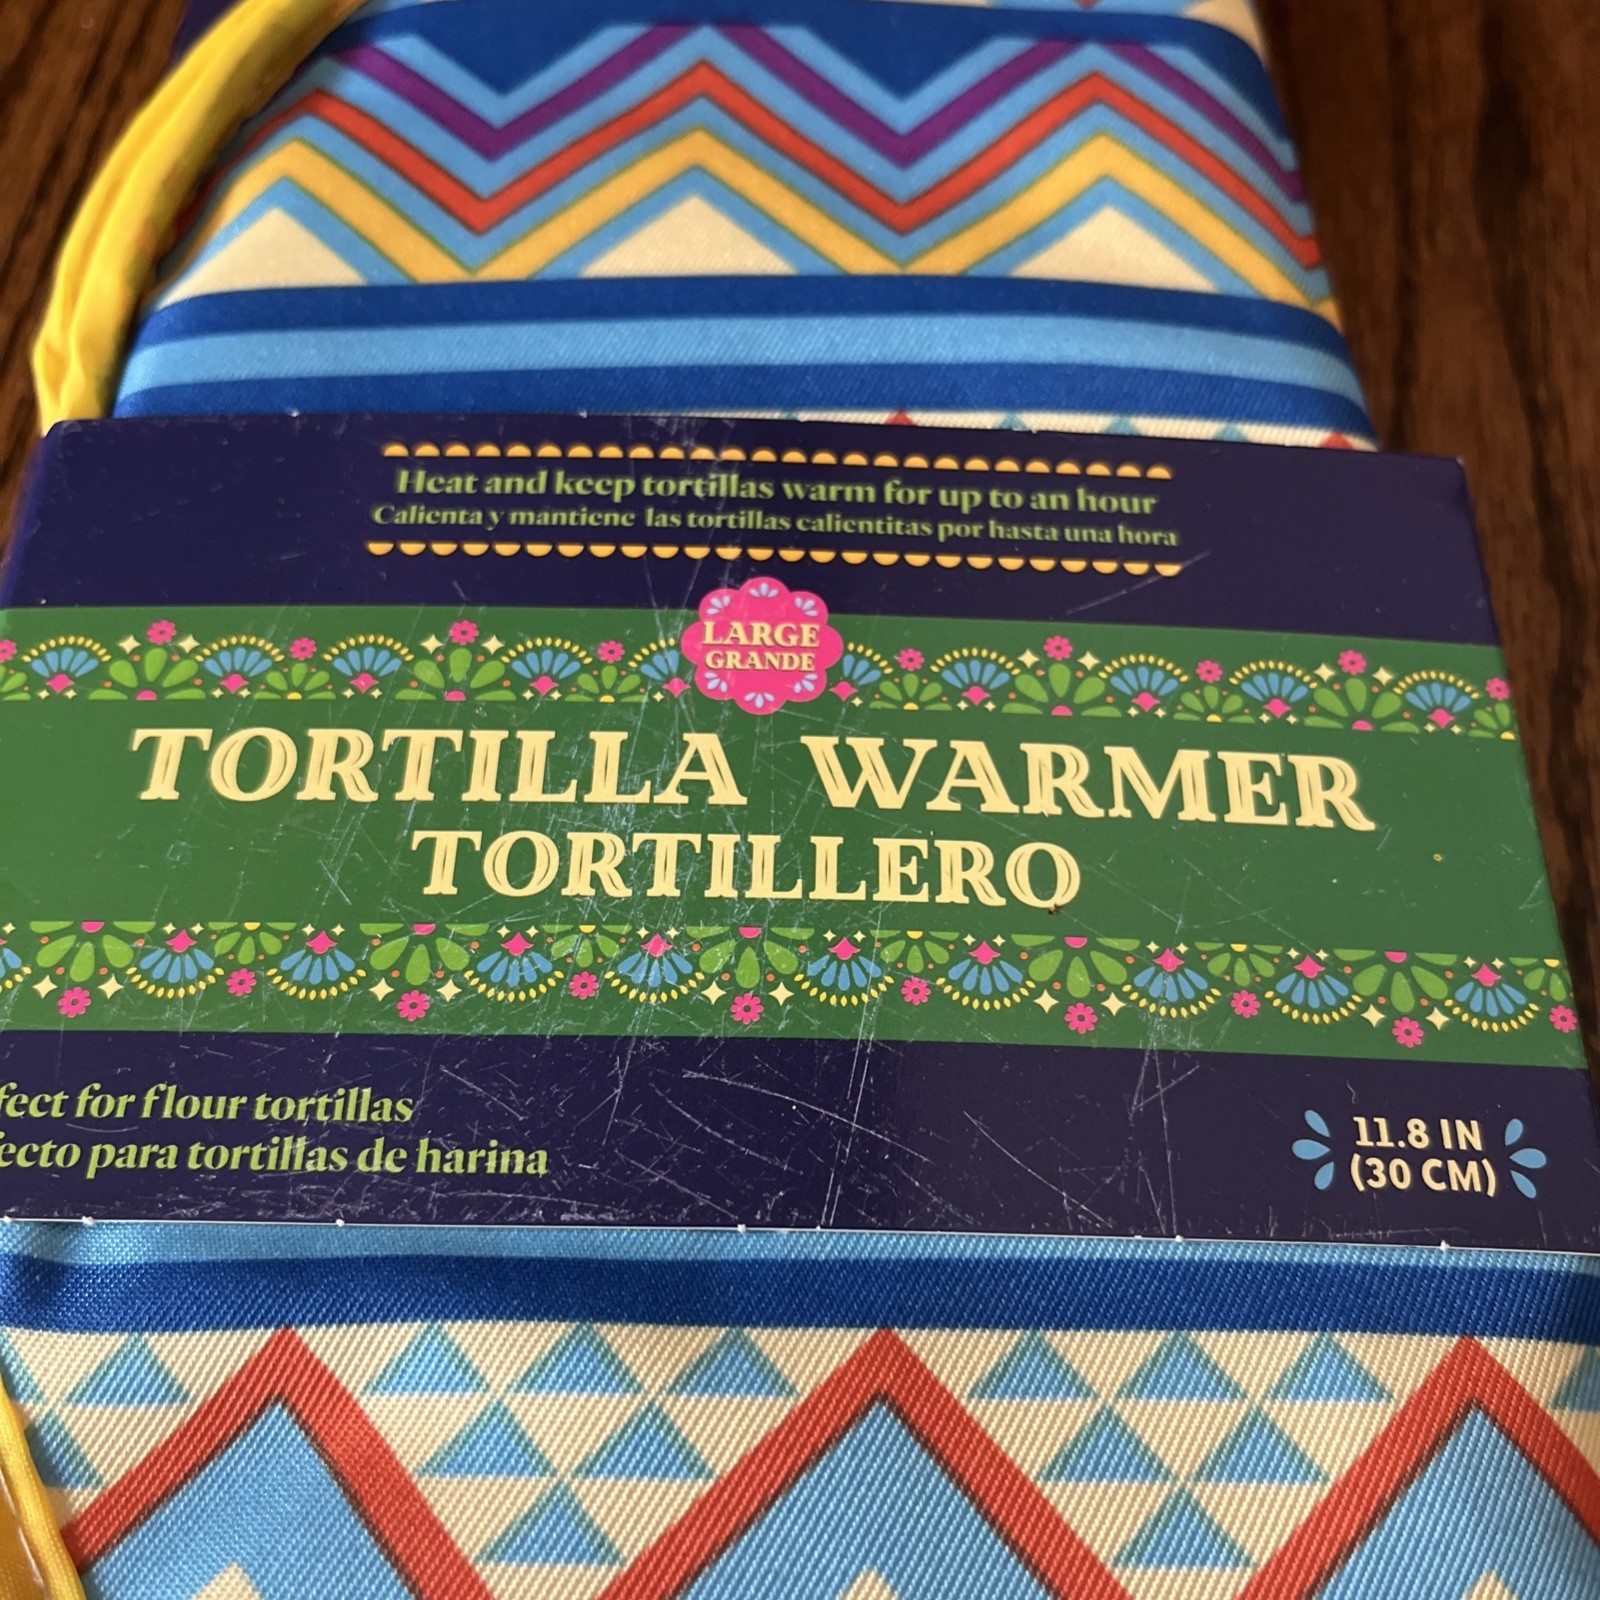 Heat and keep tortillas warm for up to an hour
Calienta y mantiene las tortillas calientitas por hasta una hora
LARGE
GRANDE
TORTILLA WARMER
TORTILLERO
fect for flour tortillas
ecto para tortillas de harina
11.8 IN
(30 CM)